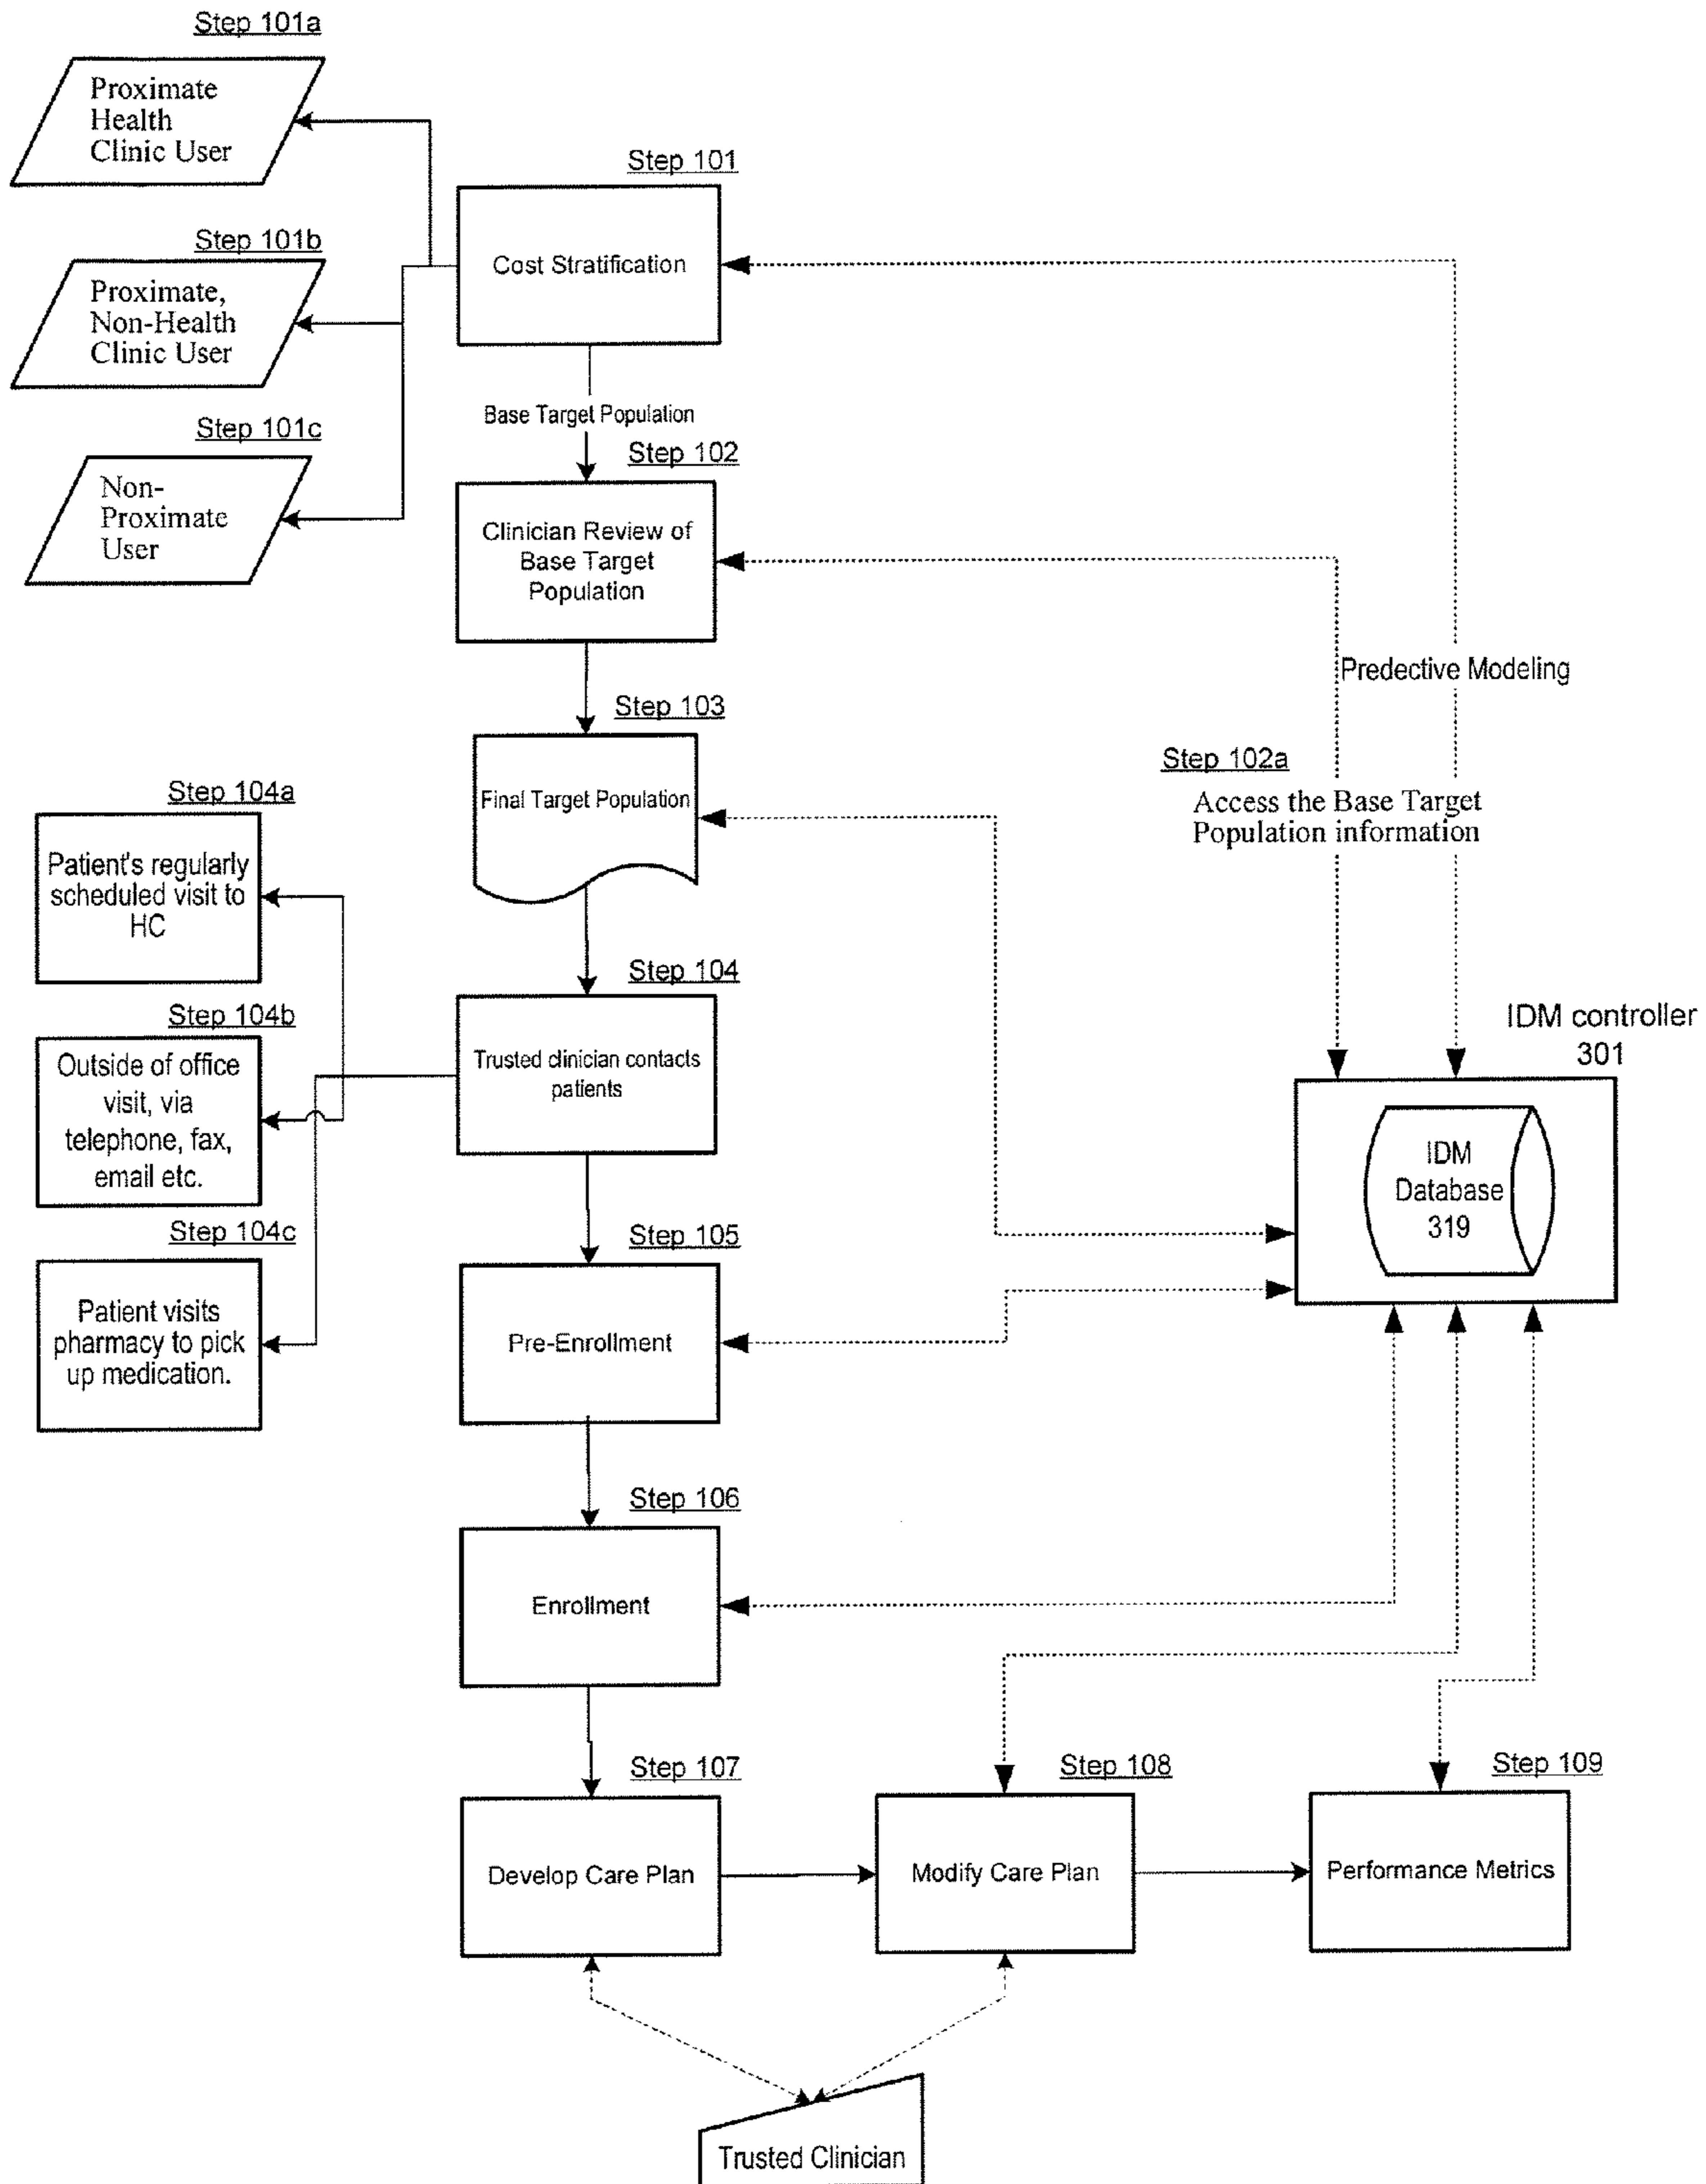 Step 101a
Proximate
Health
Clinic User
Step 101
Cost Stratification
Step 101b
Proximate,
Non-Health
Clinic User
Base Target Population
Step 101c
Non-
Proximate
User
Step 102
Clinician Review of
Base Target
Population
Predective Modeling
Step 103
Final Target Population
Step 102a
Access the Base Target
Population information
Step 104a
Patient's regularly
scheduled visit to
HC
Step 104
Trusted clinician contacts
patients
Step 104b
Outside of office
visit, via
telephone, fax,
email etc.
IDM controller
301
IDM
Database
319
Step 104c
Patient visits
pharmacy to pick
up medication.
Step 105
Pre-Enrollment
Step 106
Enrollment
Step 107
Develop Care Plan
Step 108
Modify Care Plan
Step 109
Performance Metrics
Trusted Clinician